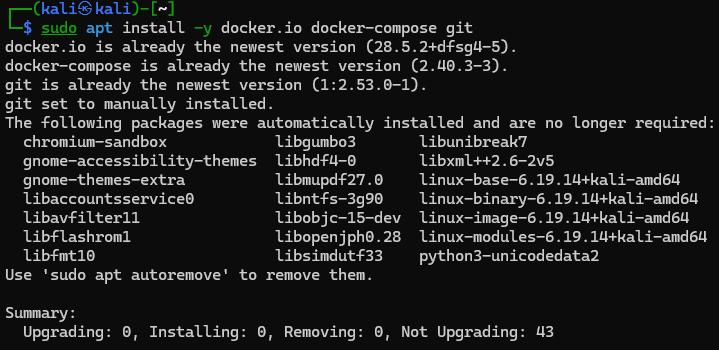 ┌──(kali㉿kali)-[~]
└─$ sudo apt install -y docker.io docker-compose git
docker.io is already the newest version (28.5.2+dfsg4-5).
docker-compose is already the newest version (2.40.3-3).
git is already the newest version (1:2.53.0-1).
git set to manually installed.
The following packages were automatically installed and are no longer required:
  chromium-sandbox           libgumbo3       libunibreak7
  gnome-accessibility-themes  libhdf4-0       libxml++2.6-2v5
  gnome-themes-extra         libmupdf27.0    linux-base-6.19.14+kali-amd64
  libaccountsservice0        libntfs-3g90    linux-binary-6.19.14+kali-amd64
  libavfilter11              libobjc-15-dev  linux-image-6.19.14+kali-amd64
  libflashrom1               libopenjph0.28  linux-modules-6.19.14+kali-amd64
  libfmt10                   libsimdutf33    python3-unicodedata2
Use 'sudo apt autoremove' to remove them.

Summary:
  Upgrading: 0, Installing: 0, Removing: 0, Not Upgrading: 43